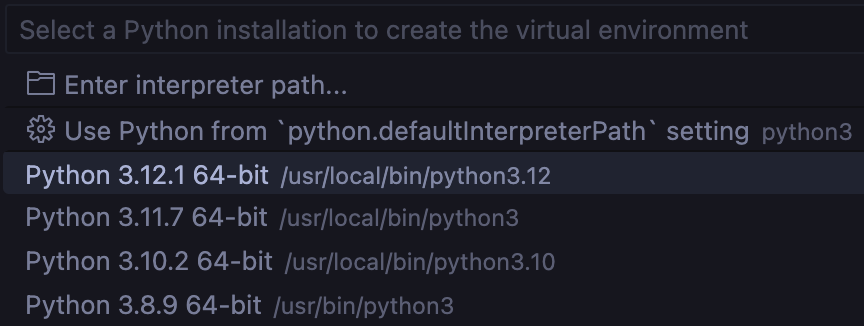 Select a Python installation to create the virtual environment
Enter interpreter path...
Use Python from `python.defaultInterpreterPath` setting python3
Python 3.12.1 64-bit /usr/local/bin/python3.12
Python 3.11.7 64-bit /usr/local/bin/python3
Python 3.10.2 64-bit /usr/local/bin/python3.10
Python 3.8.9 64-bit /usr/bin/python3